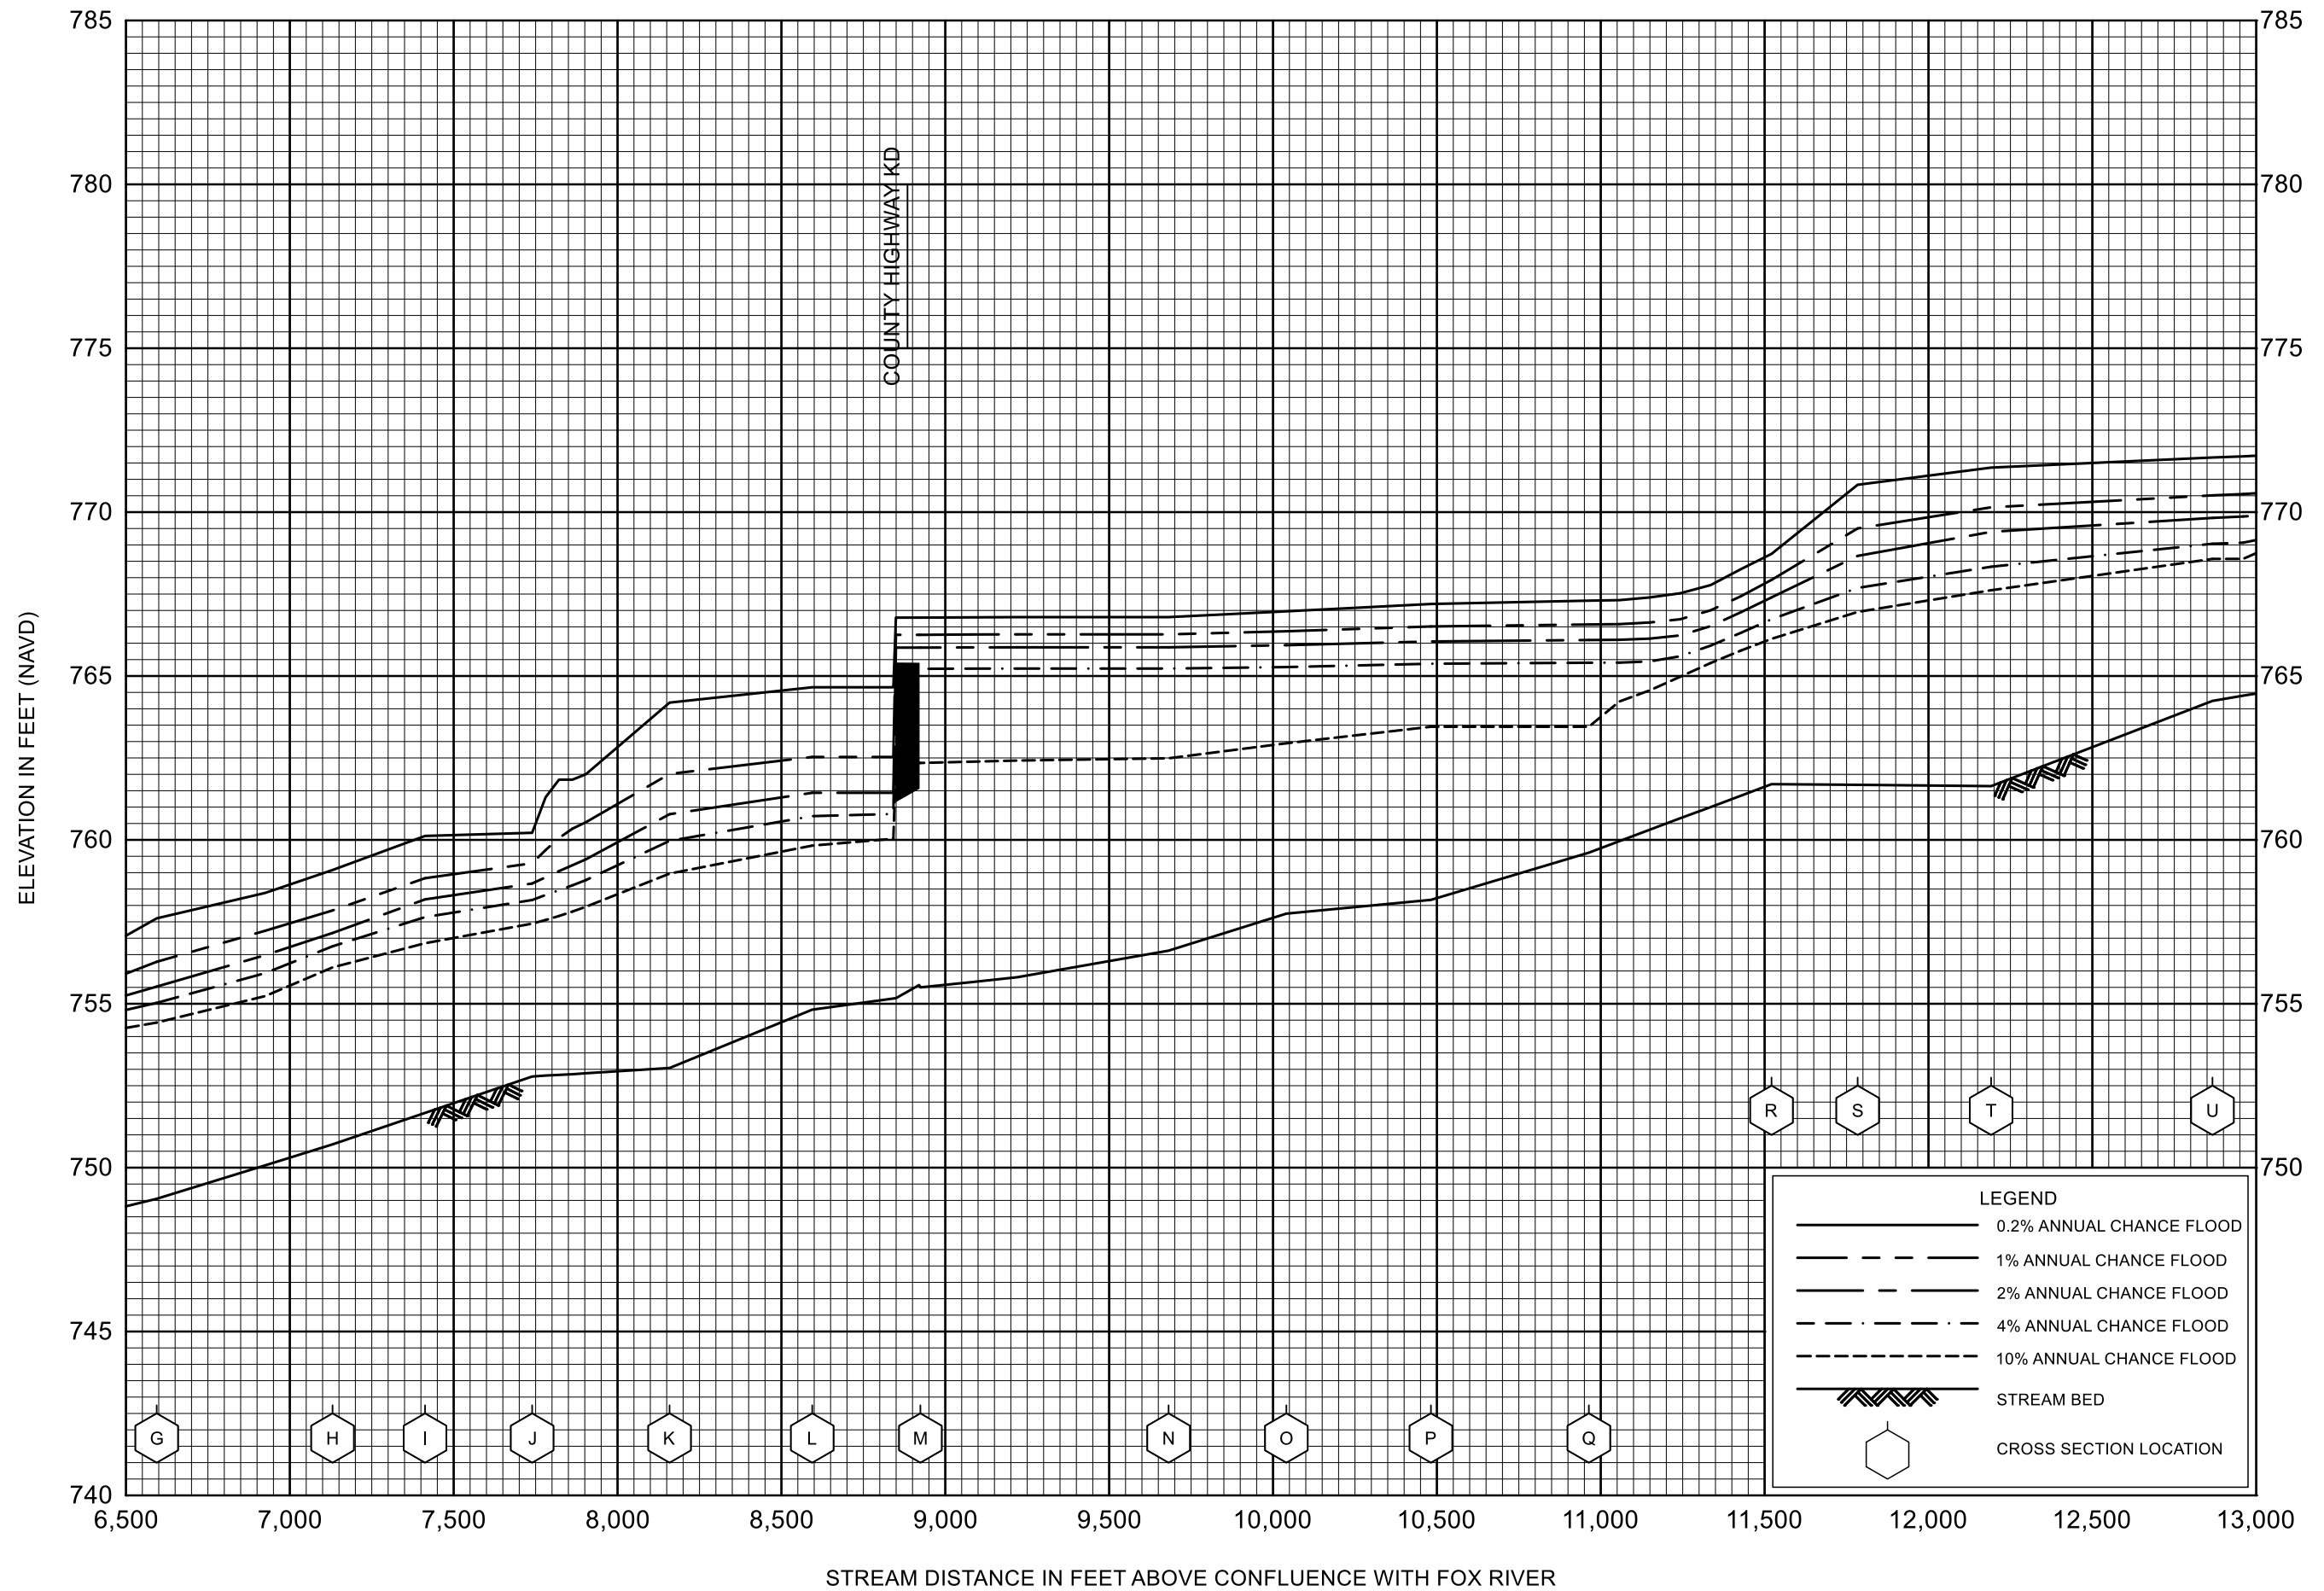 785
785
780
780
775
775
770
770
765
765
760
760
755
755
750
750
745
740
ELEVATION IN FEET (NAVD)
COUNTY HIGHWAY KD
R
S
T
U
G
H
I
J
K
L
M
N
O
P
Q
LEGEND
0.2% ANNUAL CHANCE FLOOD
1% ANNUAL CHANCE FLOOD
2% ANNUAL CHANCE FLOOD
4% ANNUAL CHANCE FLOOD
10% ANNUAL CHANCE FLOOD
STREAM BED
CROSS SECTION LOCATION
6,500
7,000
7,500
8,000
8,500
9,000
9,500
10,000
10,500
11,000
11,500
12,000
12,500
13,000
STREAM DISTANCE IN FEET ABOVE CONFLUENCE WITH FOX RIVER